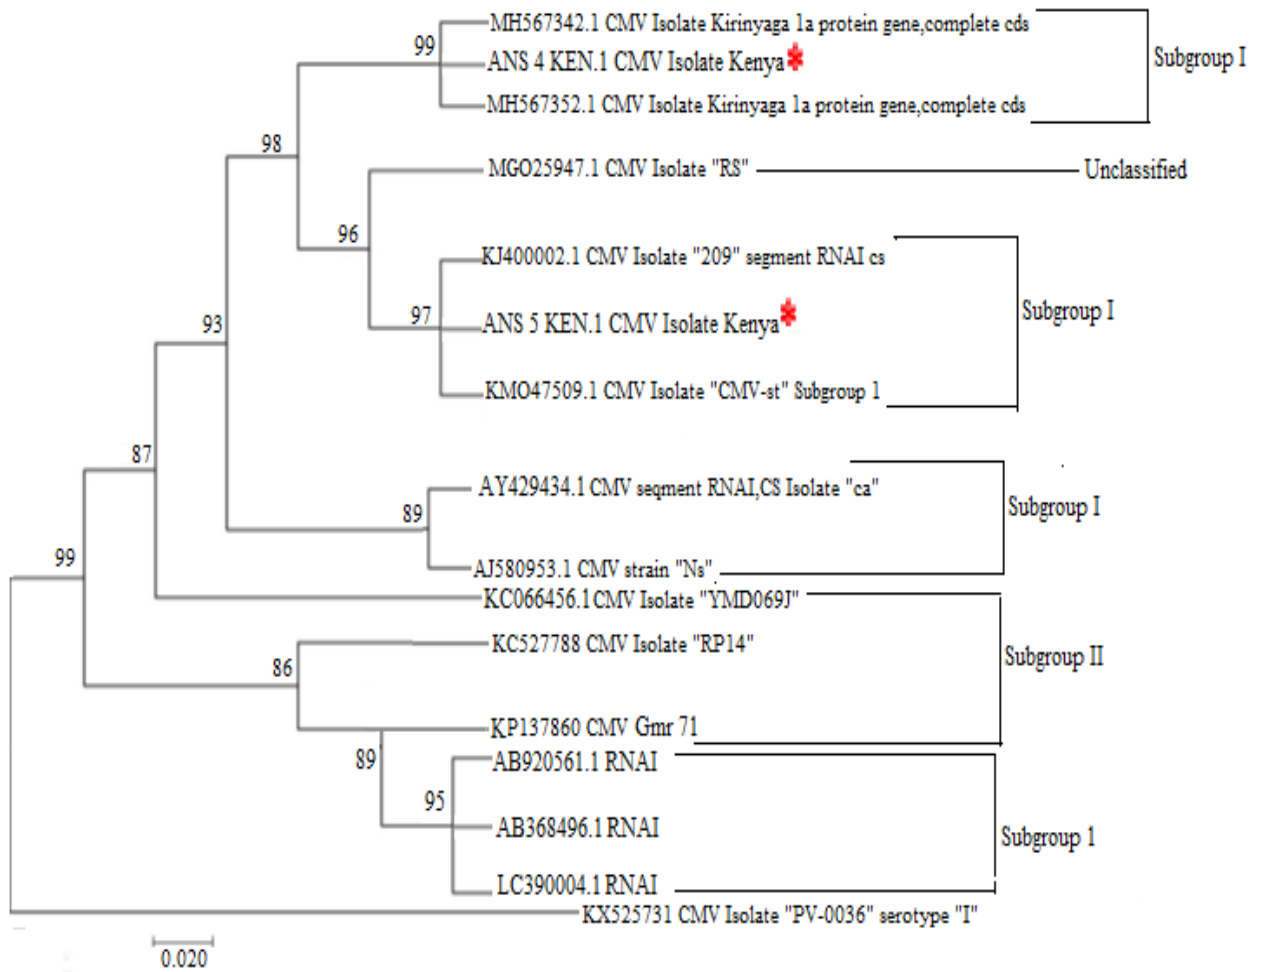 MH567342.1 CMV Isolate Kirinyaga 1a protein gene,complete cds
99
ANS 4 KEN.1 CMV Isolate Kenya*
Subgroup I
MH567352.1 CMV Isolate Kirinyaga 1a protein gene,complete cds
98
MGO25947.1 CMV Isolate "RS"
Unclassified
96
KJ400002.1 CMV Isolate "209" segment RNAI cs
97
ANS 5 KEN.1 CMV Isolate Kenya*
Subgroup I
93
KMO47509.1 CMV Isolate "CMV-st" Subgroup 1
87
AY429434.1 CMV seqment RNAI,CS Isolate "ca"
89
Subgroup I
99
AJ580953.1 CMV strain "Ns"
KC066456.1 CMV Isolate "YMD069J"
KC527788 CMV Isolate "RP14"
Subgroup II
86
KP137860 CMV Gmr 71
89
AB920561.1 RNAI
95
AB368496.1 RNAI
Subgroup 1
LC390004.1 RNAI
KX525731 CMV Isolate "PV-0036" serotype "I"
0.020